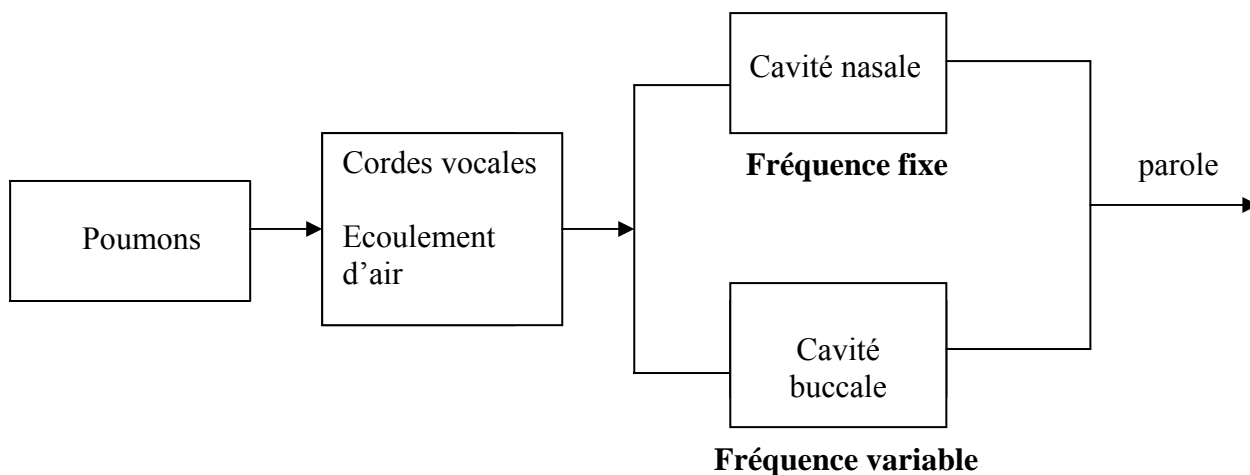 Poumons
Cordes vocales
Ecoulement
d’air
Cavité nasale
Fréquence fixe
Cavité
buccale
Fréquence variable
parole